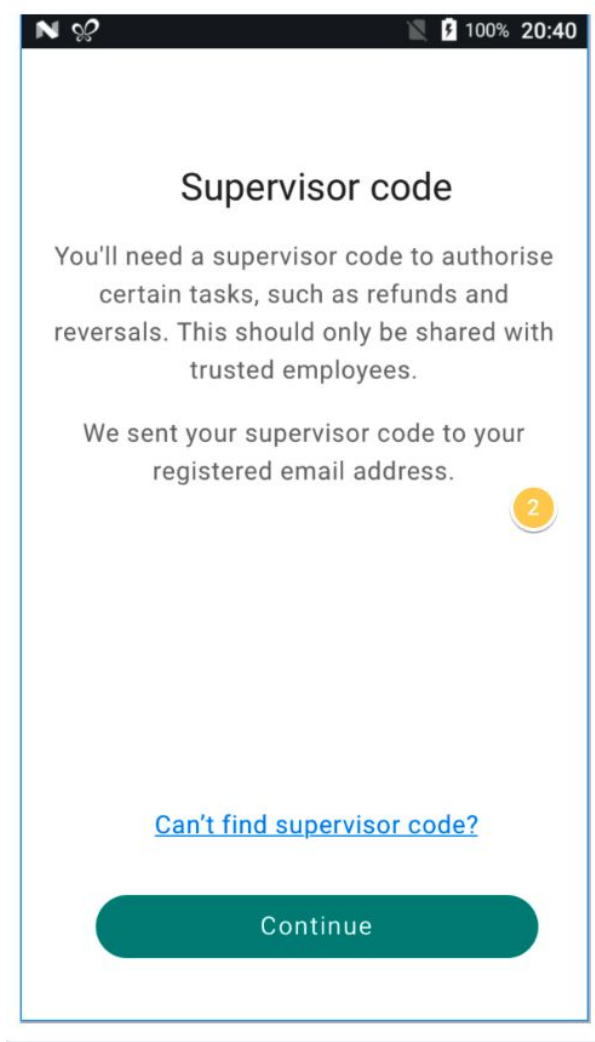 100% 20:40
Supervisor code
You'll need a supervisor code to authorise
certain tasks, such as refunds and
reversals. This should only be shared with
trusted employees.
We sent your supervisor code to your
registered email address.
2
Can't find supervisor code?
Continue